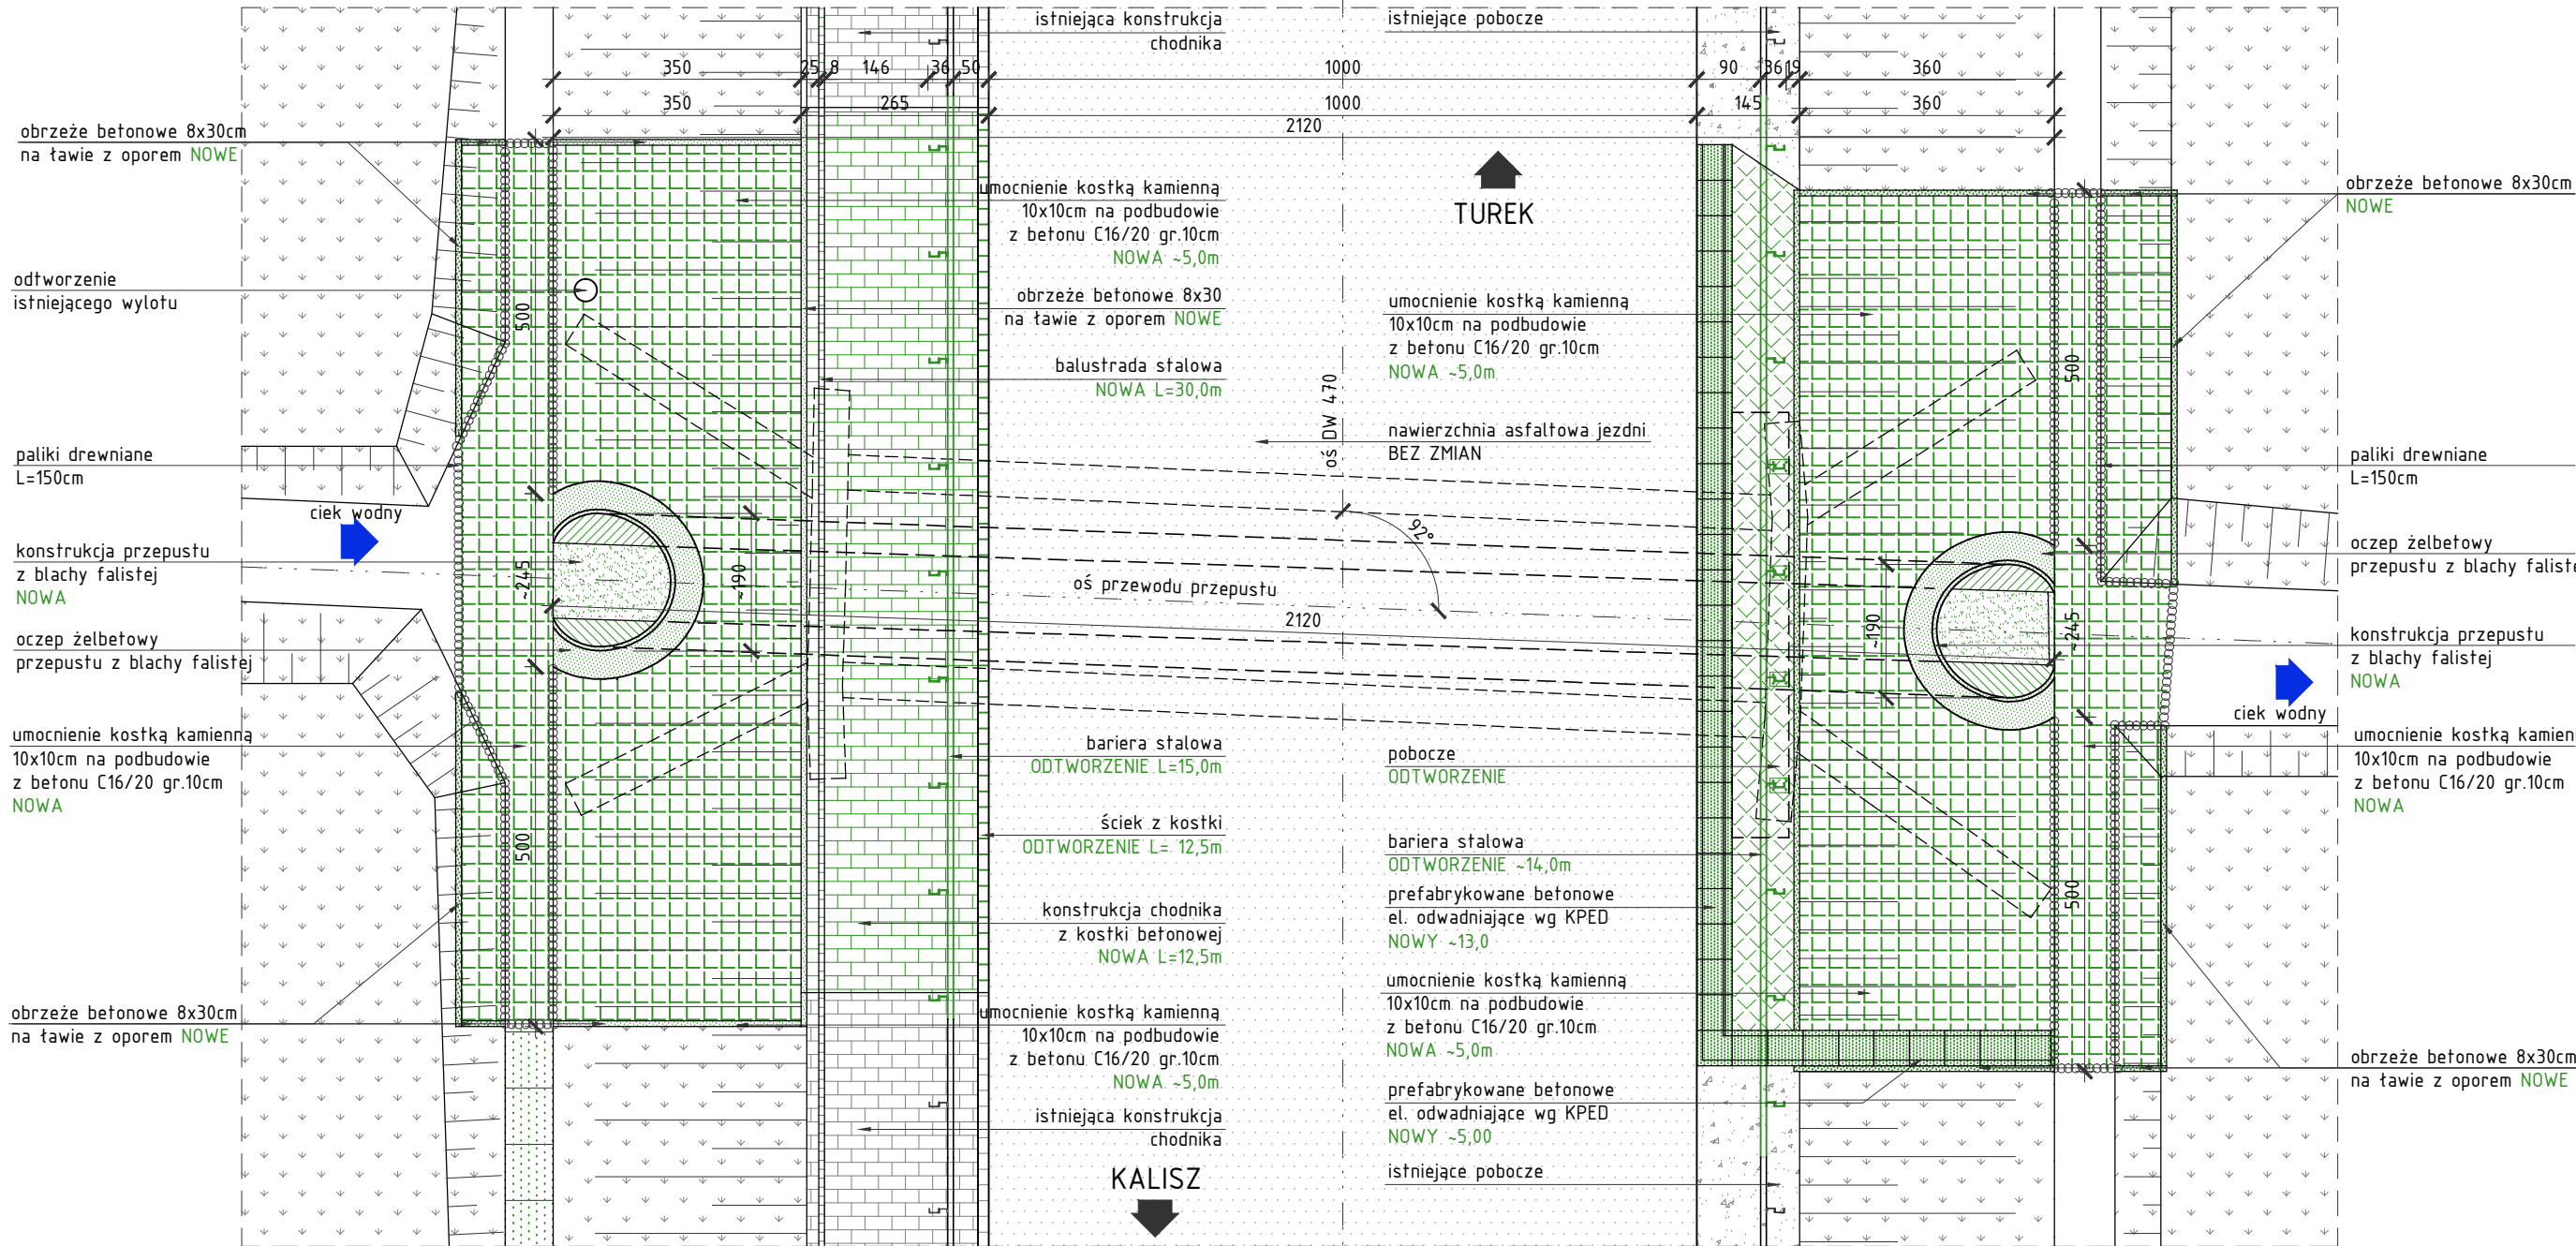 istniejąca konstrukcja
chodnika
istniejące pobocze
350
25
8
146
36
50
1000
90
36
19
360
350
265
1000
145
360
2120
obrzeże betonowe 8x30cm
na ławie z oporem NOWE
odtworzenie
istniejącego wylotu
paliki drewniane
L=150cm
ciek wodny
konstrukcja przepustu
z blachy falistej
NOWA
oczep żelbetowy
przepustu z blachy falistej
umocnienie kostką kamienną
10x10cm na podbudowie
z betonu C16/20 gr.10cm
NOWA
obrzeże betonowe 8x30cm
na ławie z oporem NOWE
500
~245
500
~190
umocnienie kostką kamienną
10x10cm na podbudowie
z betonu C16/20 gr.10cm
NOWA ~5,0m
obrzeże betonowe 8x30
na ławie z oporem NOWE
balustrada stalowa
NOWA L=30,0m
oś przewodu przepustu
2120
bariera stalowa
ODTWORZENIE L=15,0m
ściek z kostki
ODTWORZENIE L= 12,5m
konstrukcja chodnika
z kostki betonowej
NOWA L=12,5m
umocnienie kostką kamienną
10x10cm na podbudowie
z betonu C16/20 gr.10cm
NOWA ~5,0m
istniejąca konstrukcja
chodnika
KALISZ
TUREK
umocnienie kostką kamienną
10x10cm na podbudowie
z betonu C16/20 gr.10cm
NOWA ~5,0m
oś DW 470
nawierzchnia asfaltowa jezdni
BEZ ZMIAN
92°
pobocze
ODTWORZENIE
bariera stalowa
ODTWORZENIE ~14,0m
prefabrykowane betonowe
el. odwadniające wg KPED
NOWY ~13,0
umocnienie kostką kamienną
10x10cm na podbudowie
z betonu C16/20 gr.10cm
NOWA ~5,0m
prefabrykowane betonowe
el. odwadniające wg KPED
NOWY ~5,00
istniejące pobocze
500
~190
~245
500
obrzeże betonowe 8x30cm
NOWE
paliki drewniane
L=150cm
oczep żelbetowy
przepustu z blachy faliste
konstrukcja przepustu
z blachy falistej
NOWA
ciek wodny
umocnienie kostką kamien
10x10cm na podbudowie
z betonu C16/20 gr.10cm
NOWA
obrzeże betonowe 8x30cm
na ławie z oporem NOWE